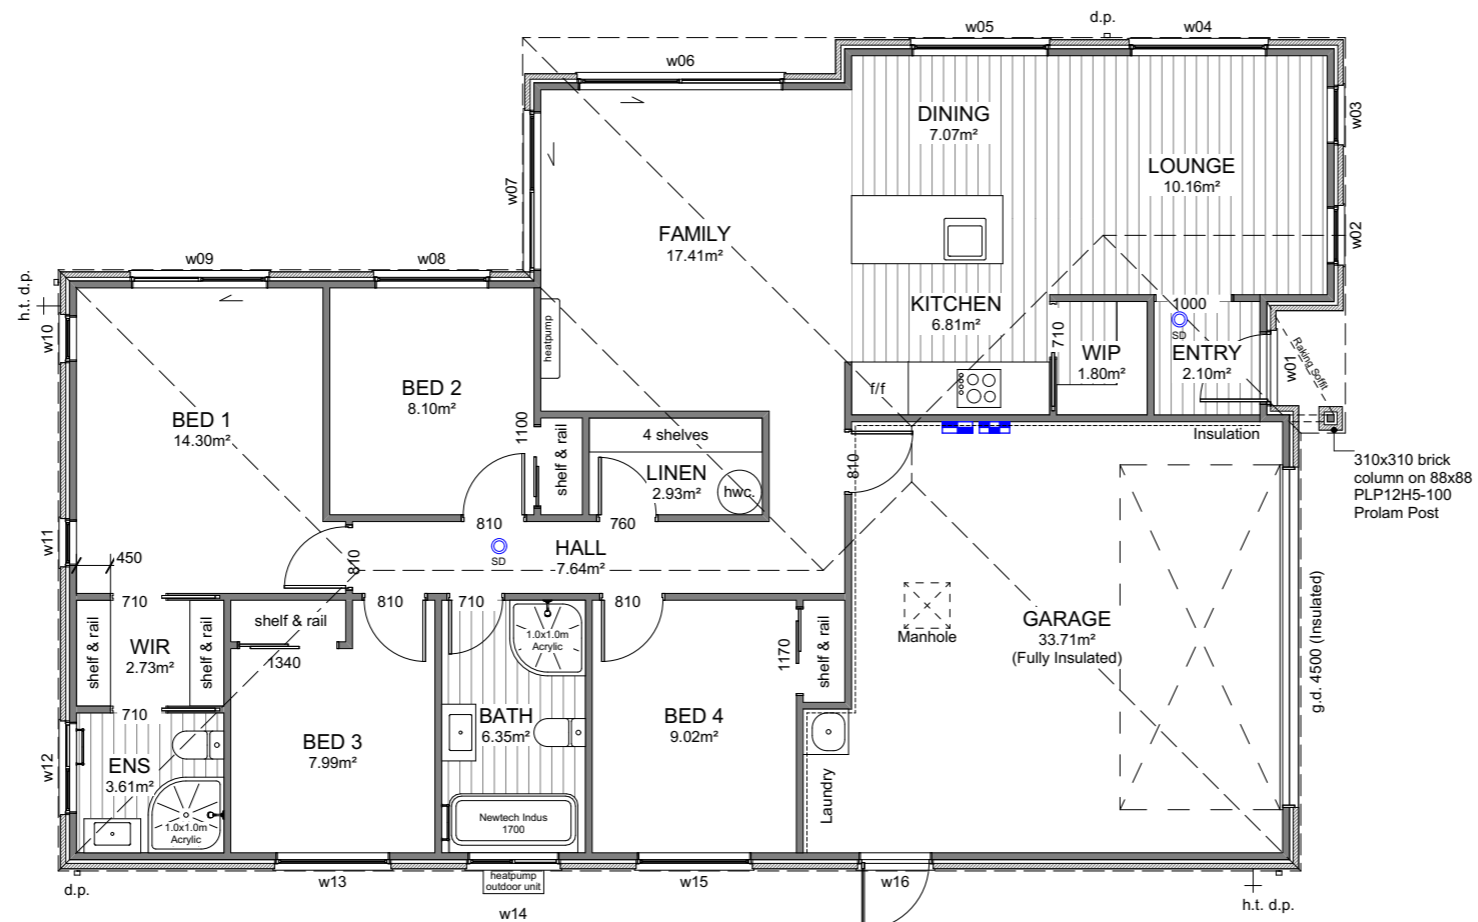 d.p.
w05
w04
w06
w03
DINING
7.07m²
LOUNGE
10.16m²
w07
w02
FAMILY
17.41m²
w09
w08
h.t. d.p.
KITCHEN
6.81m²
1000
SD
w10
heatpump
710
WIP
1.80m²
ENTRY
2.10m²
w01
Raking Soffit
BED 2
8.10m²
f/f
BED 1
14.30m²
1100
shelf & rail
4 shelves
Insulation
LINEN
2.93m²
hwc.
810
310x310 brick
column on 88x88
PLP12H5-100
Prolam Post
w11
810
760
SD
HALL
7.64m²
450
810
g.d. 4500 (Insulated)
710
810
710
810
shelf & rail
WIR
2.73m²
shelf & rail
shelf & rail
1340
1.0x1.0m
Acrylic
1170
shelf & rail
Manhole
GARAGE
33.71m²
(Fully Insulated)
710
BATH
6.35m²
BED 4
9.02m²
BED 3
7.99m²
w12
ENS
3.61m²
1.0x1.0m
Acrylic
Newtech Indus
1700
Laundry
d.p.
w13
heatpump
outdoor unit
w14
w15
w16
h.t. d.p.